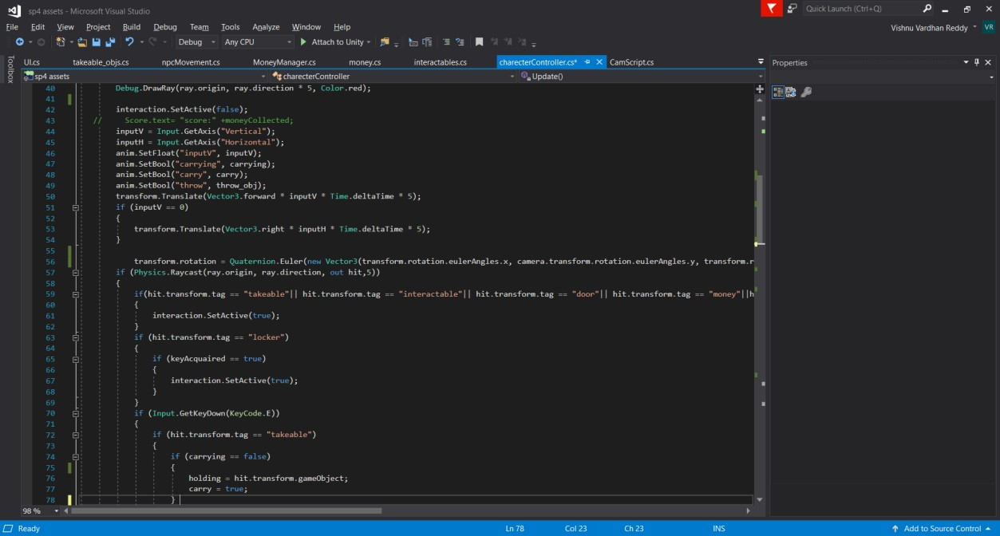 sp4 assets - Microsoft Visual Studio
Quick Launch (Ctrl+Q)
File Edit View Project Build Debug Team Tools Analyze Window Help
Vishnu Vardhan Reddy VR
Debug Any CPU Attach to Unity
Toolbox
UI.cs takeable_objs.cs npcMovement.cs MoneyManager.cs money.cs interactables.cs charecterController.cs* CamScript.cs
Properties
sp4 assets charecterController Update()
40 Debug.DrawRay(ray.origin, ray.direction * 5, Color.red);
41
42 interaction.SetActive(false);
43 // Score.text= "score:" +moneyCollected;
44 inputV = Input.GetAxis("Vertical");
45 inputH = Input.GetAxis("Horizontal");
46 anim.SetFloat("inputV", inputV);
47 anim.SetBool("carrying", carrying);
48 anim.SetBool("carry", carry);
49 anim.SetBool("throw", throw_obj);
50 transform.Translate(Vector3.forward * inputV * Time.deltaTime * 5);
51 if (inputV == 0)
52 {
53 transform.Translate(Vector3.right * inputH * Time.deltaTime * 5);
54 }
55
56 transform.rotation = Quaternion.Euler(new Vector3(transform.rotation.eulerAngles.x, camera.transform.rotation.eulerAngles.y, transform.r
57 if (Physics.Raycast(ray.origin, ray.direction, out hit,5))
58 {
59 if(hit.transform.tag == "takeable"|| hit.transform.tag == "interactable"|| hit.transform.tag == "door"|| hit.transform.tag == "money"||h
60 {
61 interaction.SetActive(true);
62 }
63 if (hit.transform.tag == "locker")
64 {
65 if (keyAcquaired == true)
66 {
67 interaction.SetActive(true);
68 }
69 }
70 if (Input.GetKeyDown(KeyCode.E))
71 {
72 if (hit.transform.tag == "takeable")
73 {
74 if (carrying == false)
75 {
76 holding = hit.transform.gameObject;
77 carry = true;
78 }
98 %
Ready Ln 78 Col 23 Ch 23 INS Add to Source Control